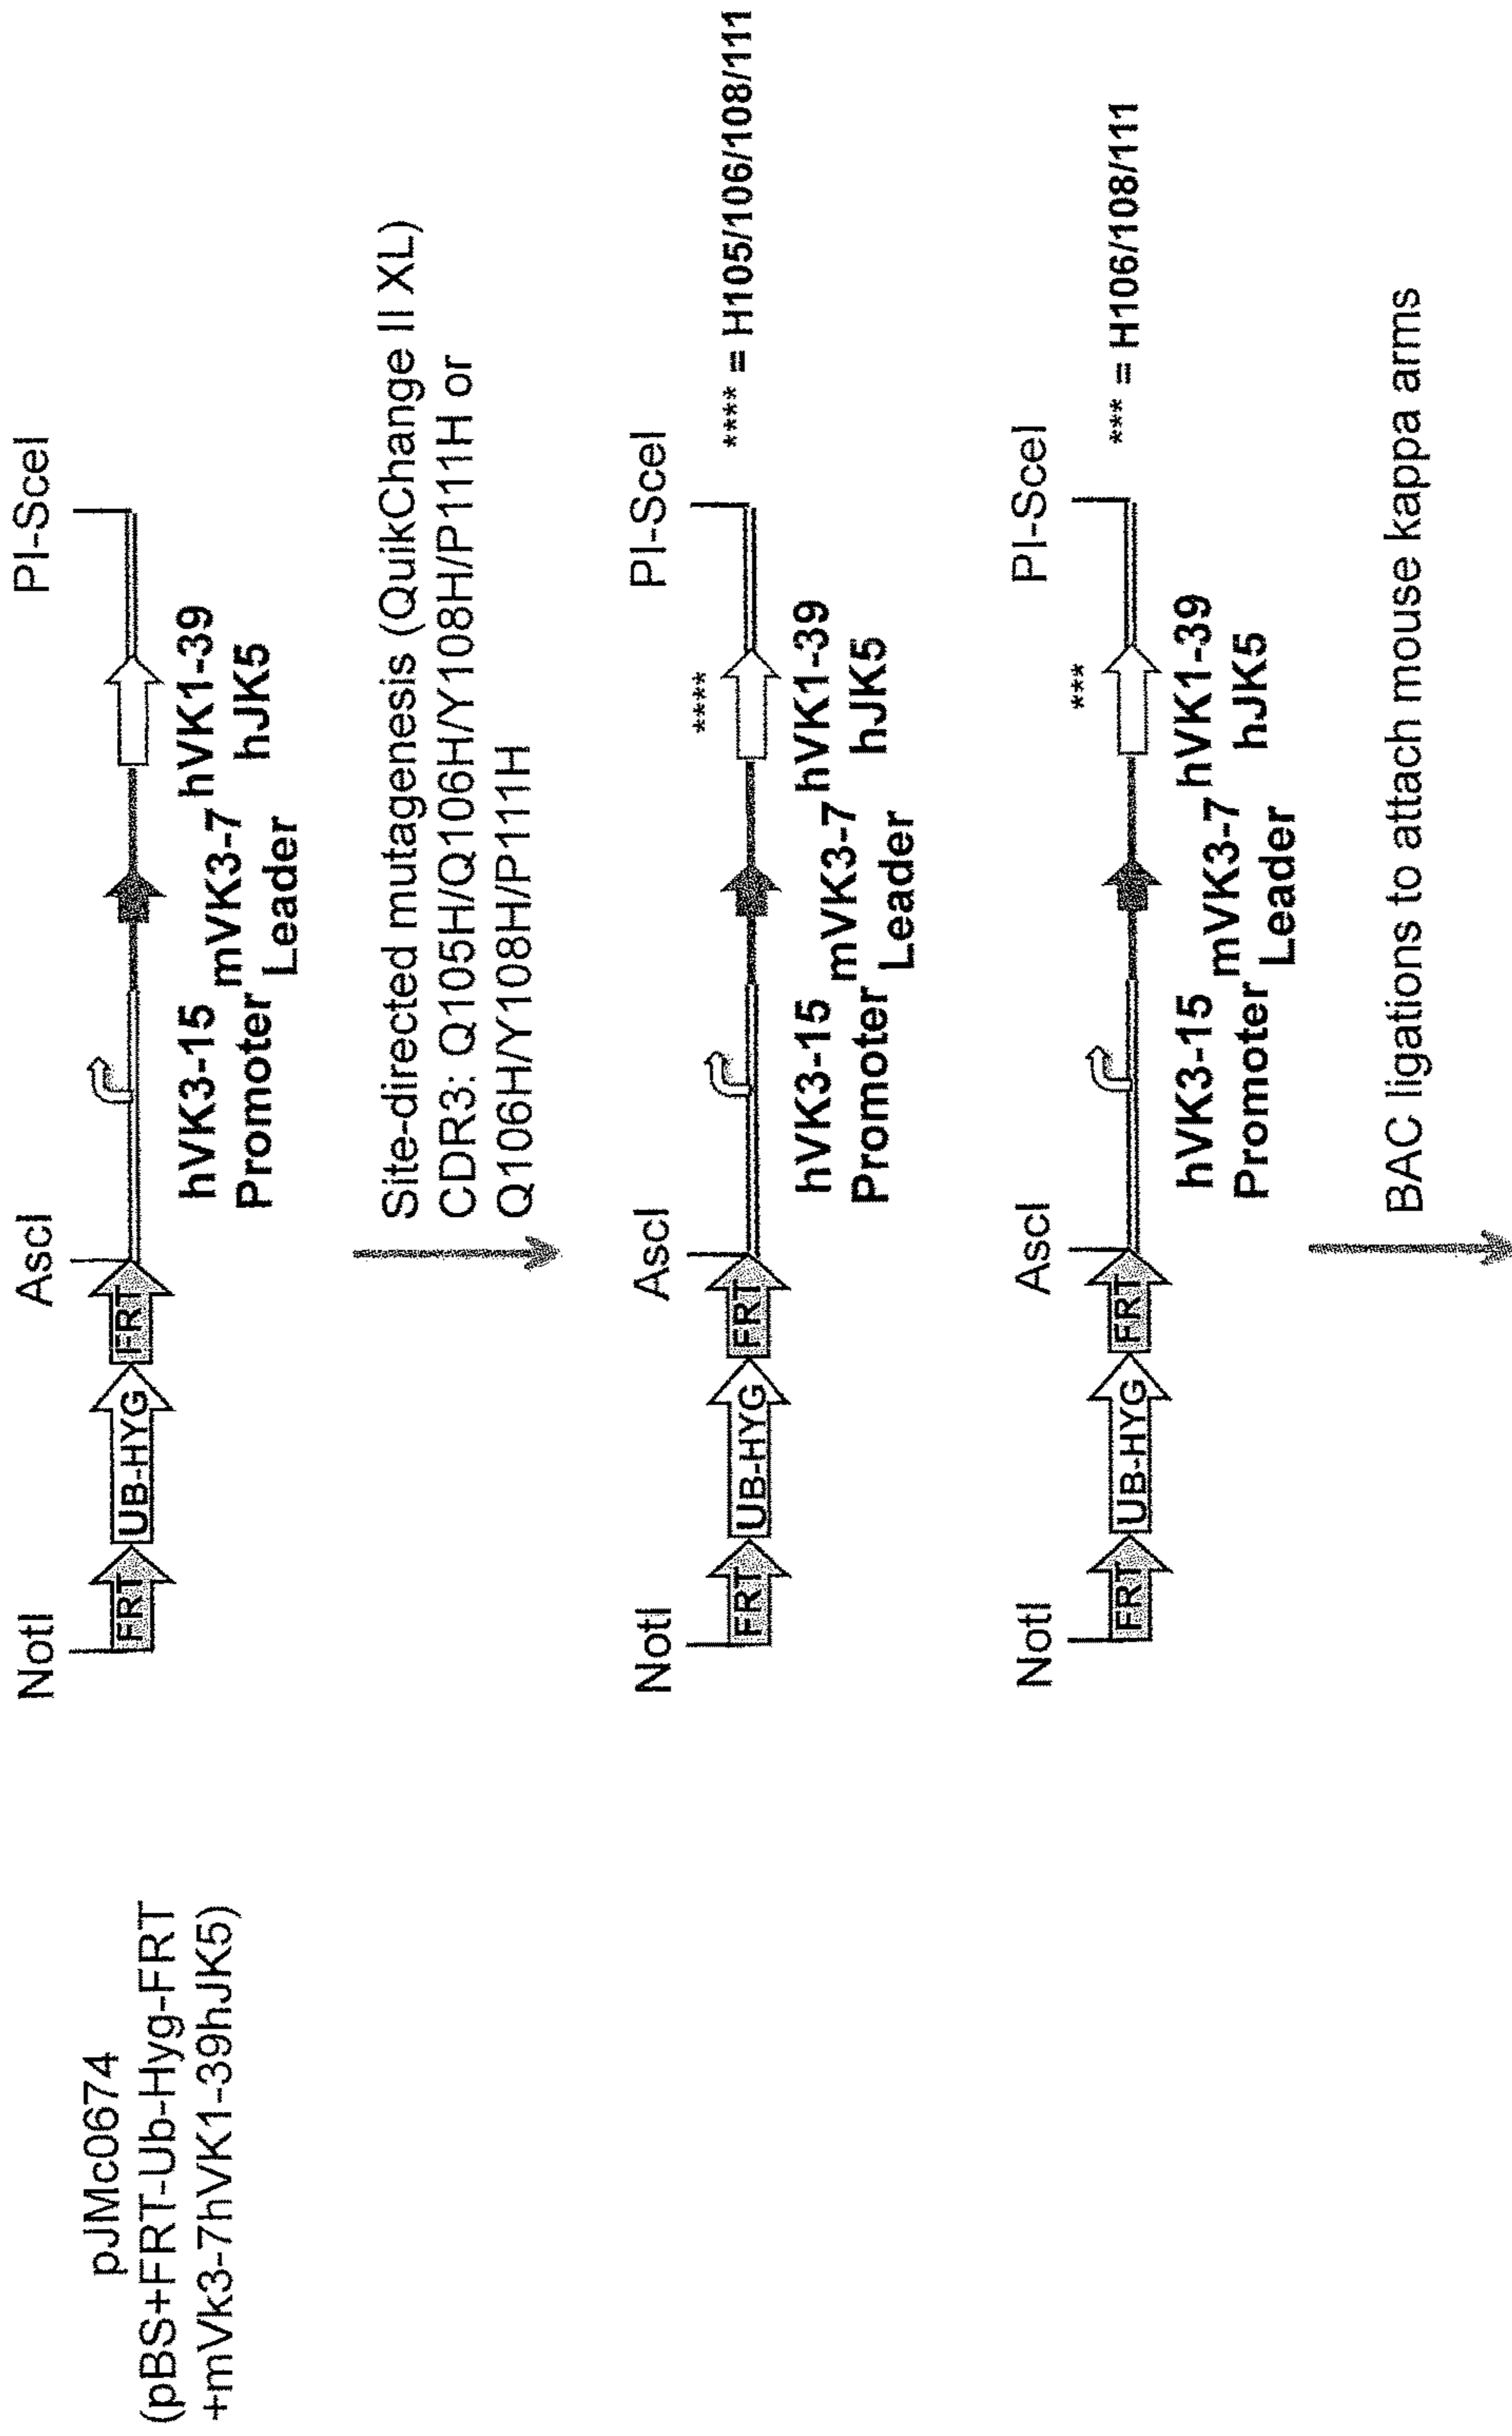 pJMc0674
(pBS+FRT-Ub-Hyg-FRT
+mVk3-7hVK1-39hJK5)
NotI
AscI
PI-SceI
FRT
UB-HYG
FRT
hVK3-15
Promoter
mVK3-7
Leader
hVK1-39
hJK5
Site-directed mutagenesis (QuikChange II XL)
CDR3: Q105H/Q106H/Y108H/P111H or
Q106H/Y108H/P111H
NotI
AscI
PI-SceI
**** = H105/106/108/111
****
FRT
UB-HYG
FRT
hVK3-15
Promoter
mVK3-7
Leader
hVK1-39
hJK5
NotI
AscI
PI-SceI
*** = H106/108/111
***
FRT
UB-HYG
FRT
hVK3-15
Promoter
mVK3-7
Leader
hVK1-39
hJK5
BAC ligations to attach mouse kappa arms